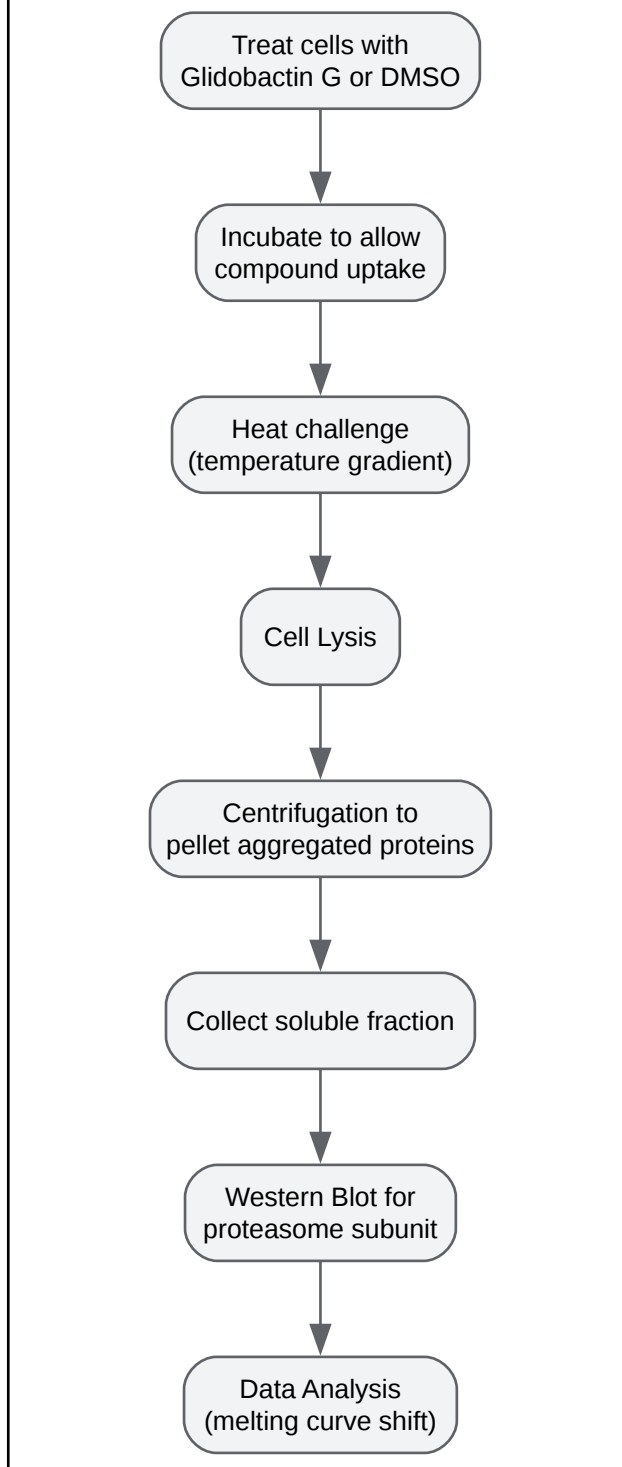 Treat cells with
Glidobactin G or DMSO
Incubate to allow
compound uptake
Heat challenge
(temperature gradient)
Cell Lysis
Centrifugation to
pellet aggregated proteins
Collect soluble fraction
Western Blot for
proteasome subunit
Data Analysis
(melting curve shift)